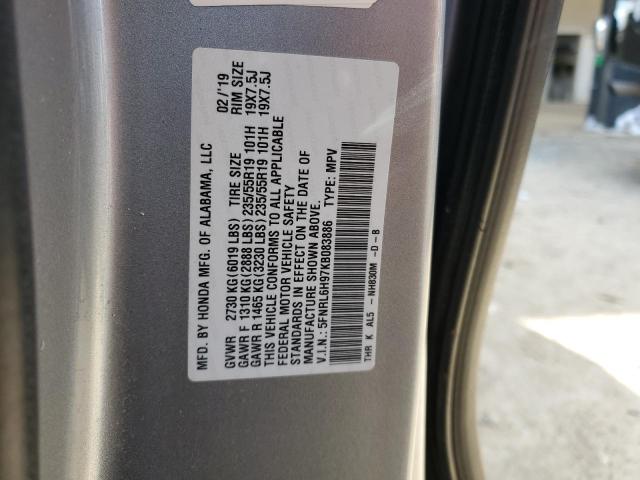 MFD. BY HONDA MFG. OF ALABAMA, LLC 02/'19
GVWR 2730 KG(6019 LBS) TIRE SIZE RIM SIZE
GAWR F 1310 KG(2888 LBS)235/55R19 101H 19X7.5J
GAWR R 1465 KG(3230 LBS)235/55R19 101H 19X7.5J
THIS VEHICLE CONFORMS TO ALL APPLICABLE
FEDERAL MOTOR VEHICLE SAFETY
STANDARDS IN EFFECT ON THE DATE OF
MANUFACTURE SHOWN ABOVE.
V.I.N.: 5FNRL6H97KB083886 TYPE: MPV
THR K AL5 - NH830M -D-B